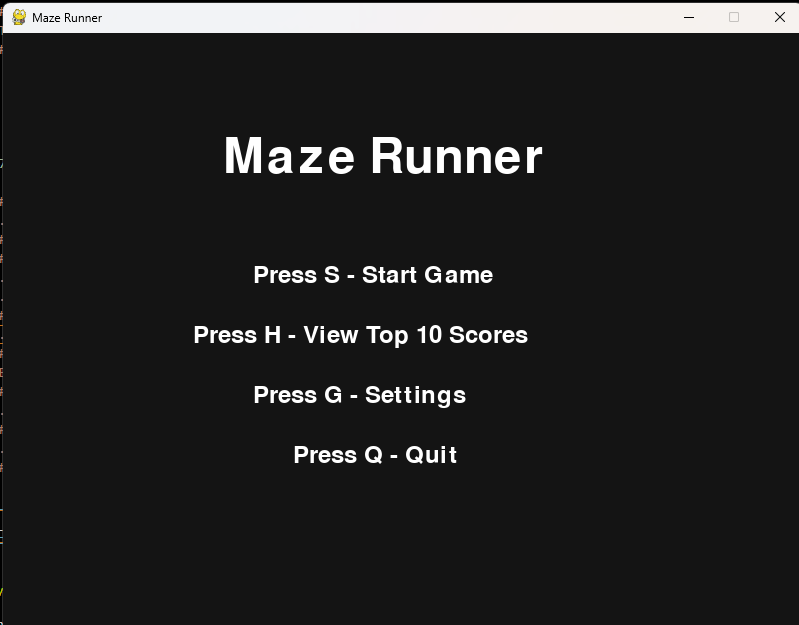 Maze Runner
Maze Runner
Press S - Start Game
Press H - View Top 10 Scores
Press G - Settings
Press Q - Quit